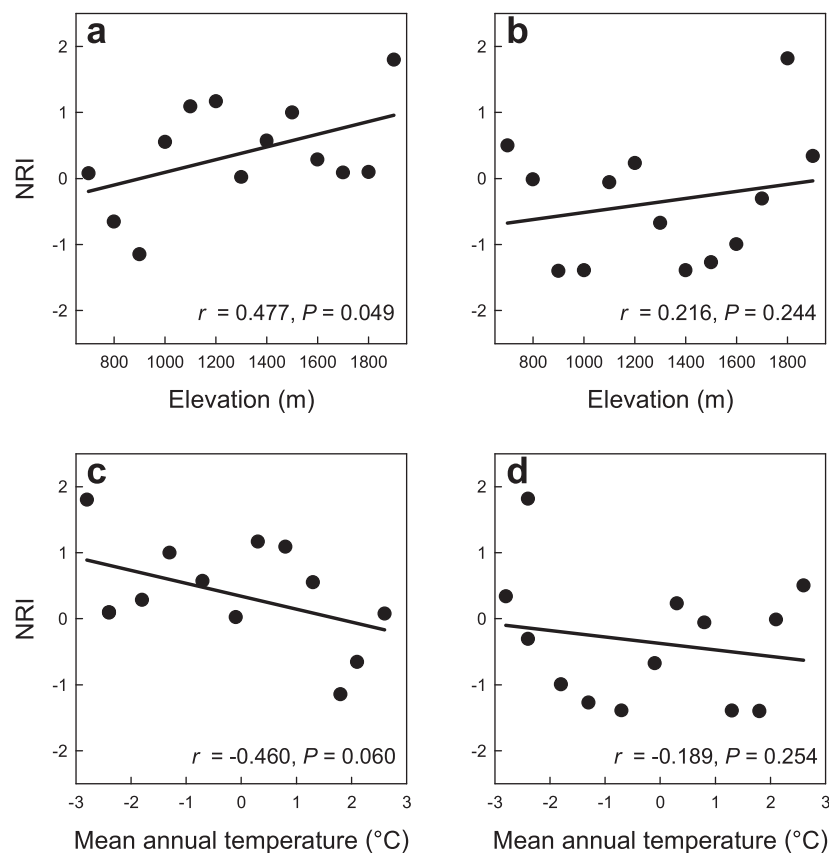 a
b
2
1
0
-1
-2
NRI
r = 0.477, P = 0.049
800 1000 1200 1400 1600 1800
Elevation (m)
2
1
0
-1
-2
r = 0.216, P = 0.244
800 1000 1200 1400 1600 1800
Elevation (m)
c
d
2
1
0
-1
-2
NRI
r = -0.460, P = 0.060
-3 -2 -1 0 1 2 3
Mean annual temperature (°C)
2
1
0
-1
-2
r = -0.189, P = 0.254
-3 -2 -1 0 1 2 3
Mean annual temperature (°C)